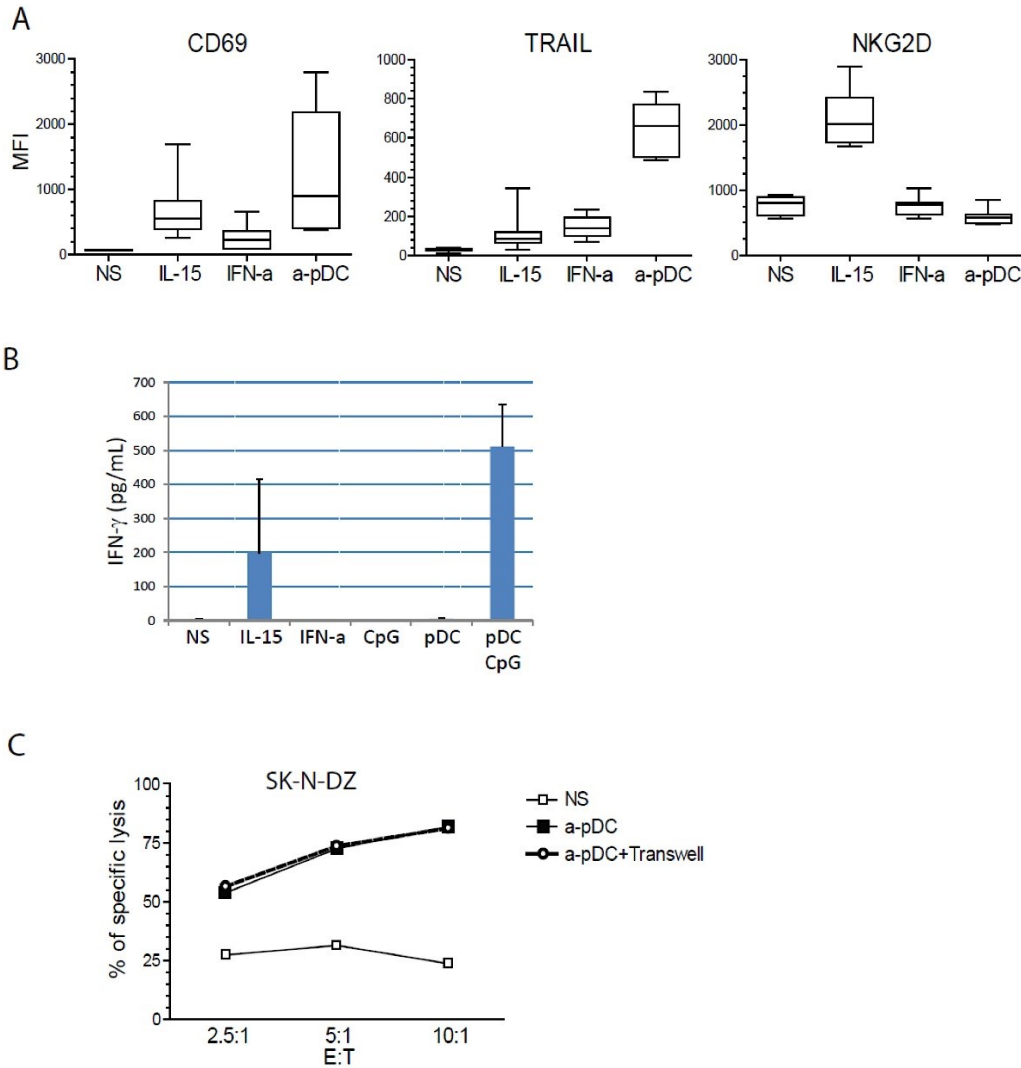 A
CD69
TRAIL
NKG2D
MFI
3000
2000
1000
0
NS IL-15 IFN-a a-pDC
1000
800
600
400
200
0
NS IL-15 IFN-a a-pDC
3000
2000
1000
0
NS IL-15 IFN-a a-pDC
B
IFN-γ (pg/mL)
700
600
500
400
300
200
100
0
NS IL-15 IFN-a CpG pDC pDC
CpG
C
SK-N-DZ
% of specific lysis
100
75
50
25
0
2.5:1 5:1 10:1
E:T
NS
a-pDC
a-pDC+Transwell